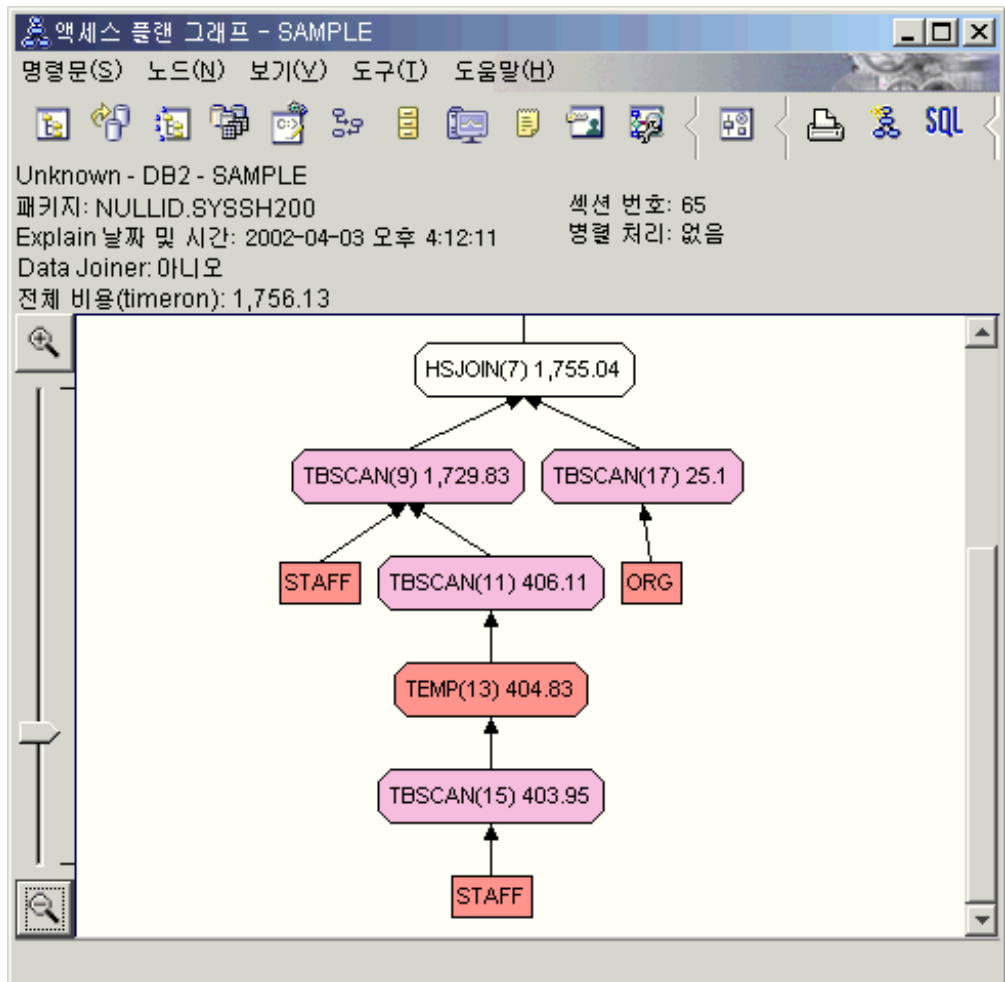 액세스 플랜 그래프 - SAMPLE
명령문(S) 노드(N) 보기(V) 도구(T) 도움말(H)
SQL
Unknown - DB2 - SAMPLE
패키지: NULLID.SYSSH200 섹션 번호: 65
Explain 날짜 및 시간: 2002-04-03 오후 4:12:11 병렬 처리: 없음
Data Joiner: 아니오
전체 비용(timeron): 1,756.13
HSJOIN(7) 1,755.04
TBSCAN(9) 1,729.83 TBSCAN(17) 25.1
STAFF TBSCAN(11) 406.11 ORG
TEMP(13) 404.83
TBSCAN(15) 403.95
STAFF